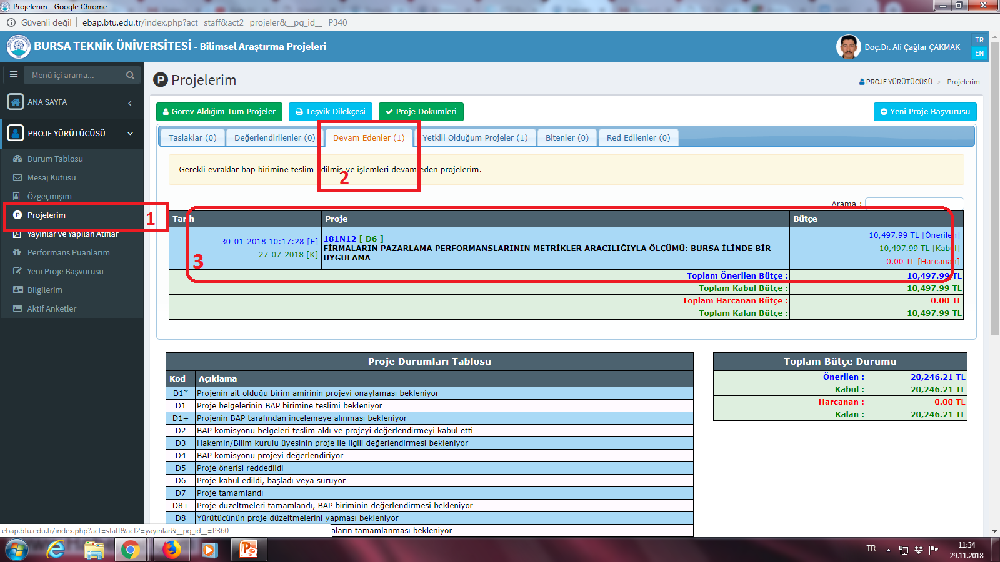 Projelerim - Google Chrome
Güvenli değil | ebap.btu.edu.tr/index.php?act=staff&act2=projeler&__pg_id__=P340
BURSA TEKNİK ÜNİVERSİTESİ - Bilimsel Araştırma Projeleri
Doç.Dr. Ali Çağlar ÇAKMAK
TR
EN
Menü içi arama...
ANA SAYFA
PROJE YÜRÜTÜCÜSÜ
Durum Tablosu
Mesaj Kutusu
Özgeçmişim
Projelerim
1
Yayınlar ve Yapılan Atıflar
Performans Puanlarım
Yeni Proje Başvurusu
Bilgilerim
Aktif Anketler
P Projelerim
PROJE YÜRÜTÜCÜSÜ > Projelerim
Görev Aldığım Tüm Projeler
Teşvik Dilekçesi
Proje Dökümleri
Yeni Proje Başvurusu
Taslaklar (0)
Değerlendirilenler (0)
Devam Edenler (1)
Yetkili Olduğum Projeler (1)
Bitenler (0)
Red Edilenler (0)
Gerekli evraklar bap birimine teslim edilmiş ve işlemleri devam eden projelerim.
2
Arama :
Tarih Proje Bütçe
30-01-2018 10:17:28 [E]
27-07-2018 [K]
3
181N12 [ D6 ]
FİRMALARIN PAZARLAMA PERFORMANSLARININ METRİKLER ARACILIĞIYLA ÖLÇÜMÜ: BURSA İLİNDE BİR
UYGULAMA
10,497.99 TL [Önerilen]
10,497.99 TL [Kabul]
0.00 TL [Harcanan]
Toplam Önerilen Bütçe : 10,497.99 TL
Toplam Kabul Bütçe : 10,497.99 TL
Toplam Harcanan Bütçe : 0.00 TL
Toplam Kalan Bütçe : 10,497.99 TL
Proje Durumları Tablosu
Kod Açıklama
D1* Projenin ait olduğu birim amirinin projeyi onaylaması bekleniyor
D1 Proje belgelerinin BAP birimine teslimi bekleniyor
D1+ Projenin BAP tarafından incelemeye alınması bekleniyor
D2 BAP komisyonu belgeleri teslim aldı ve projeyi değerlendirmeyi kabul etti
D3 Hakemin/Bilim kurulu üyesinin proje ile ilgili değerlendirmesi bekleniyor
D4 BAP komisyonu projeyi değerlendiriyor
D5 Proje önerisi reddedildi
D6 Proje kabul edildi, başladı veya sürüyor
D7 Proje tamamlandı
D8+ Proje düzeltmeleri tamamlandı, BAP biriminin değerlendirmesi bekleniyor
D8 Yürütücünün proje düzeltmelerini yapması bekleniyor
aların tamamlanması bekleniyor
Toplam Bütçe Durumu
Önerilen : 20,246.21 TL
Kabul : 20,246.21 TL
Harcanan : 0.00 TL
Kalan : 20,246.21 TL
ebap.btu.edu.tr/index.php?act=staff&act2=yayinlar&__pg_id__=P360
TR
11:34
29.11.2018